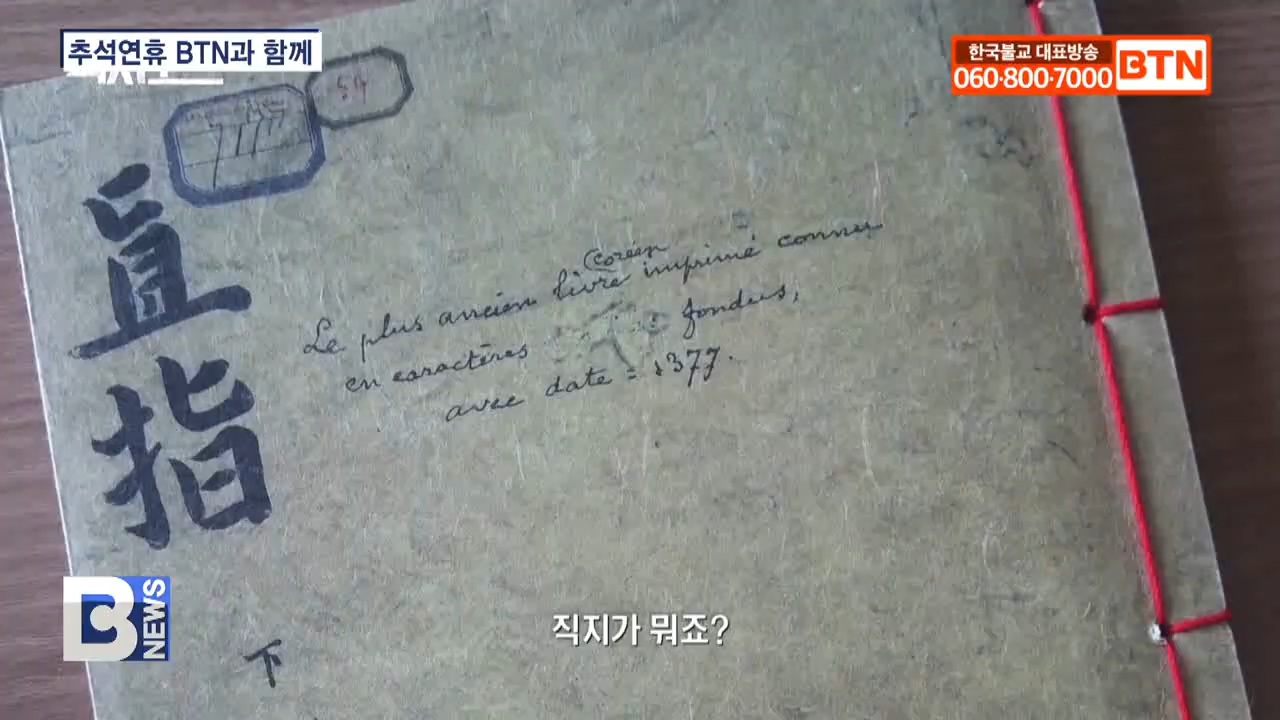 추석연휴 BTN과 함께
한국불교 대표방송
060·800·7000
BTN
直
指
下
Le plus ancien livre imprimé connu
coréen
en caractères fondus,
avec date = 1377.
B NEWS
직지가 뭐죠?